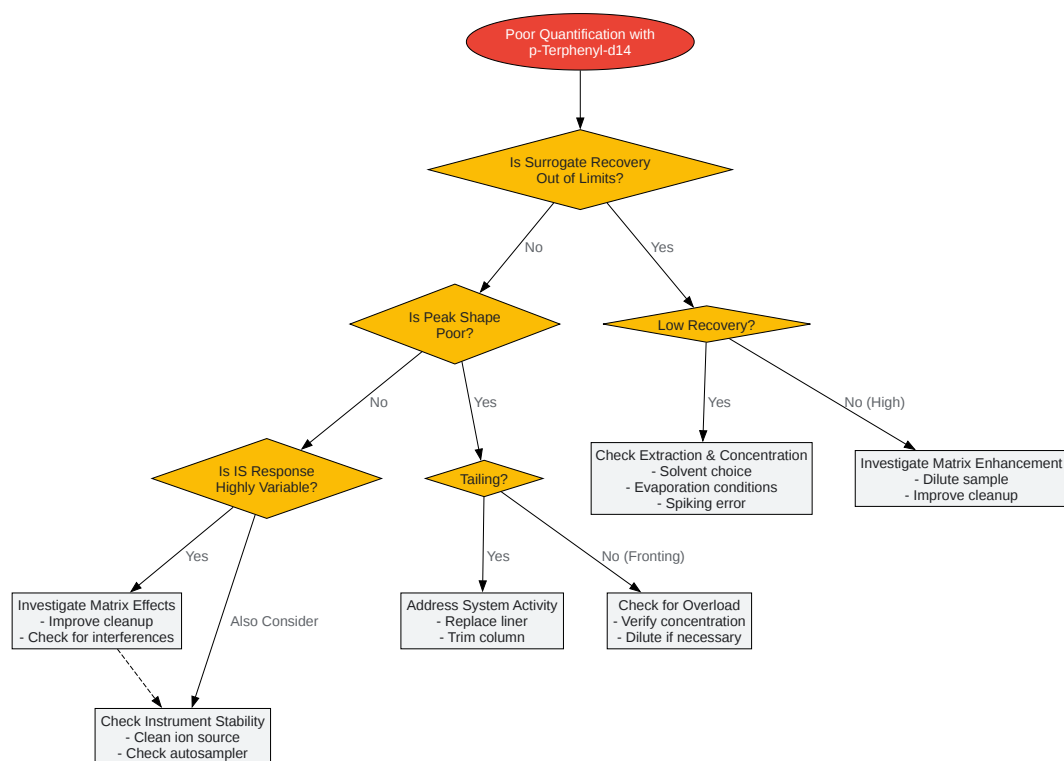 Poor Quantification with
p-Terphenyl-d14
Is Surrogate Recovery
Out of Limits?
No
Yes
Is Peak Shape
Poor?
Low Recovery?
No
Yes
Yes
No (High)
Is IS Response
Highly Variable?
Tailing?
Check Extraction & Concentration
- Solvent choice
- Evaporation conditions
- Spiking error
Investigate Matrix Enhancement
- Dilute sample
- Improve cleanup
Yes
Also Consider
Yes
No (Fronting)
Investigate Matrix Effects
- Improve cleanup
- Check for interferences
Address System Activity
- Replace liner
- Trim column
Check for Overload
- Verify concentration
- Dilute if necessary
Check Instrument Stability
- Clean ion source
- Check autosampler